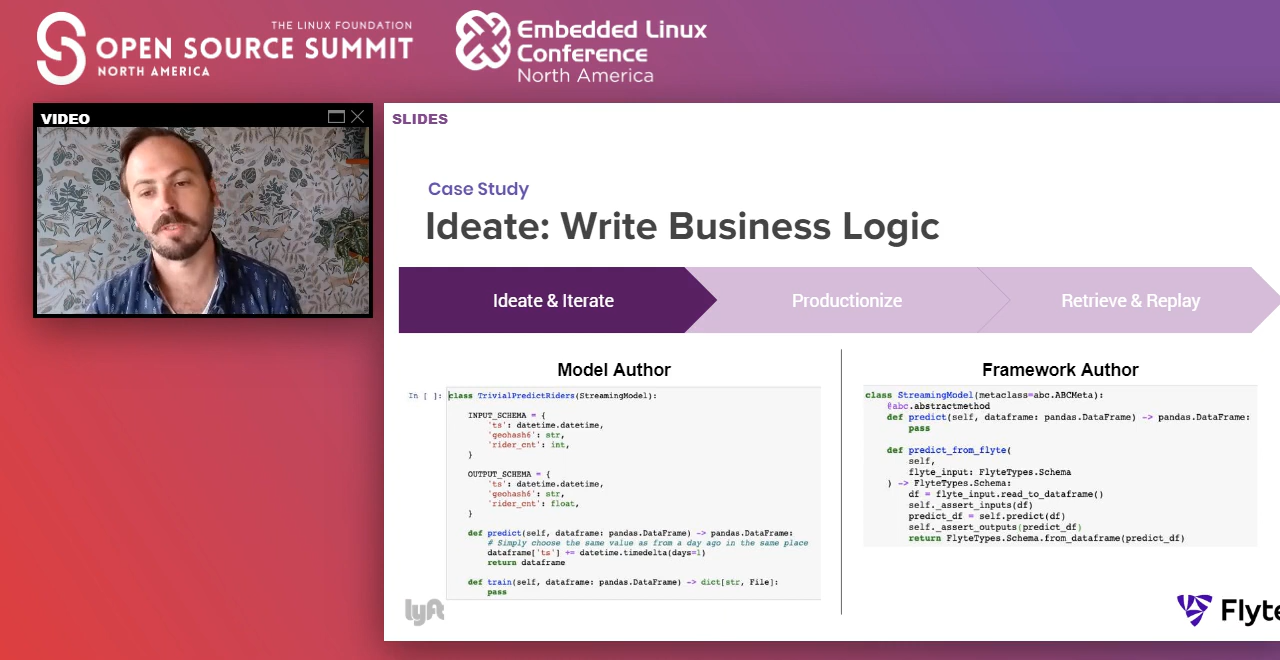 THE LINUX FOUNDATION
OPEN SOURCE SUMMIT
NORTH AMERICA
Embedded Linux
Conference
North America
VIDEO
SLIDES
Case Study
Ideate: Write Business Logic
Ideate & Iterate
Productionize
Retrieve & Replay
Model Author
In [ ]: class TrivialPredictRiders(StreamingModel):
INPUT_SCHEMA = {
'ts': datetime.datetime,
'geohash6': str,
'rider_cnt': int,
}
OUTPUT_SCHEMA = {
'ts': datetime.datetime,
'geohash6': str,
'rider_cnt': float,
}
def predict(self, dataframe: pandas.DataFrame) -> pandas.DataFrame:
# Simply choose the same value as from a day ago in the same place
dataframe['ts'] += datetime.timedelta(days=1)
return dataframe
def train(self, dataframe: pandas.DataFrame) -> dict[str, File]:
pass
lyft
Framework Author
class StreamingModel(metaclass=abc.ABCMeta):
@abc.abstractmethod
def predict(self, dataframe: pandas.DataFrame) -> pandas.DataFrame:
pass
def predict_from_flyte(
self,
flyte_input: FlyteTypes.Schema
) -> FlyteTypes.Schema:
df = flyte_input.read_to_dataframe()
self._assert_inputs(df)
predict_df = self.predict(df)
self._assert_outputs(predict_df)
return FlyteTypes.Schema.from_dataframe(predict_df)
Flyte